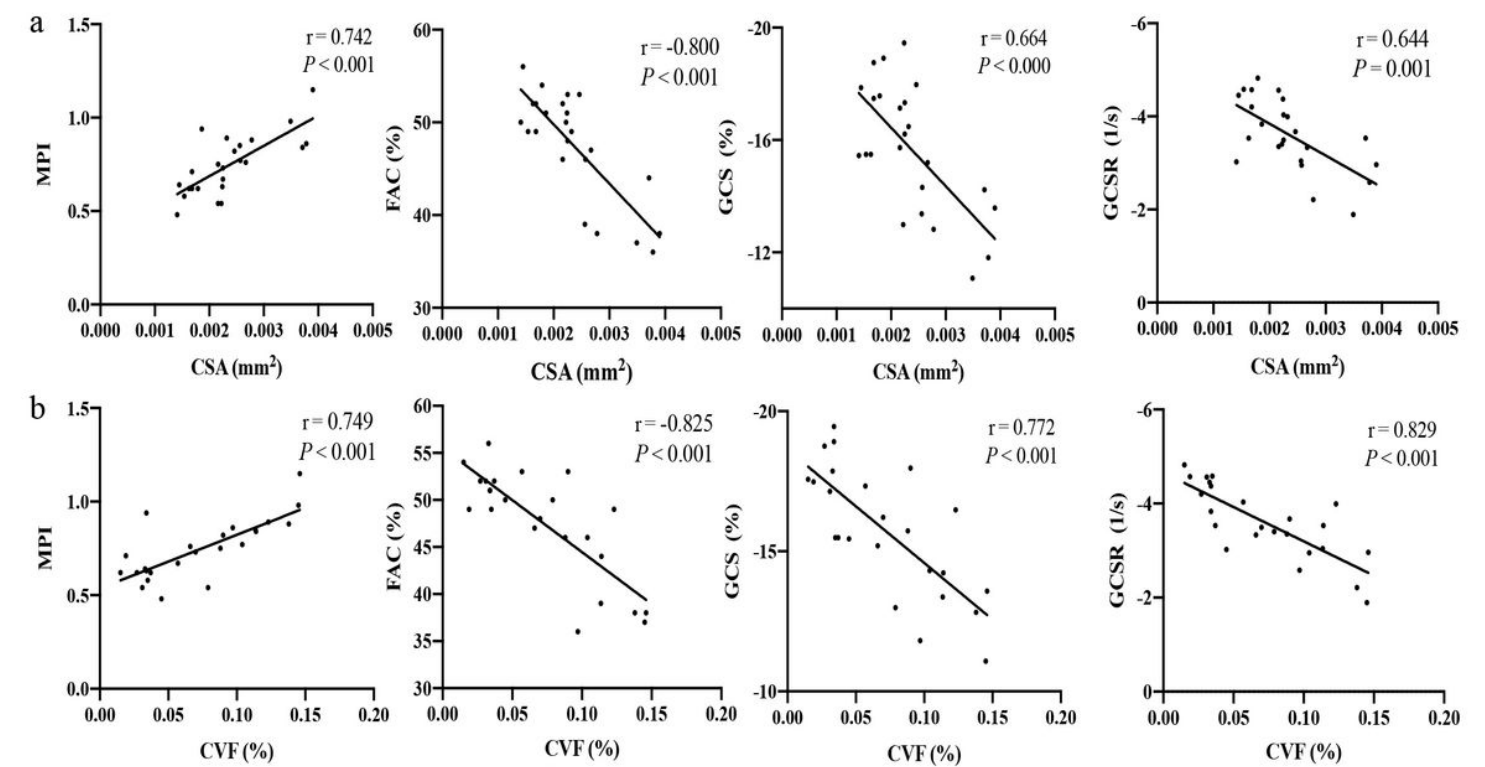 a
1.5
1.0
0.5
0.0
MPI
r = 0.742
P < 0.001
0.000 0.001 0.002 0.003 0.004 0.005
CSA (mm²)
60
50
40
30
FAC (%)
r = -0.800
P < 0.001
0.000 0.001 0.002 0.003 0.004 0.005
CSA (mm²)
-20
-16
-12
GCS (%)
r = 0.664
P < 0.000
0.000 0.001 0.002 0.003 0.004 0.005
CSA (mm²)
-6
-4
-2
0
GCSR (1/s)
r = 0.644
P = 0.001
0.000 0.001 0.002 0.003 0.004 0.005
CSA (mm²)
b
1.5
1.0
0.5
0.0
MPI
r = 0.749
P < 0.001
0.00 0.05 0.10 0.15 0.20
CVF (%)
60
55
50
45
40
35
30
FAC (%)
r = -0.825
P < 0.001
0.00 0.05 0.10 0.15 0.20
CVF (%)
-20
-15
-10
GCS (%)
r = 0.772
P < 0.001
0.00 0.05 0.10 0.15 0.20
CVF (%)
-6
-4
-2
0
GCSR (1/s)
r = 0.829
P < 0.001
0.00 0.05 0.10 0.15 0.20
CVF (%)